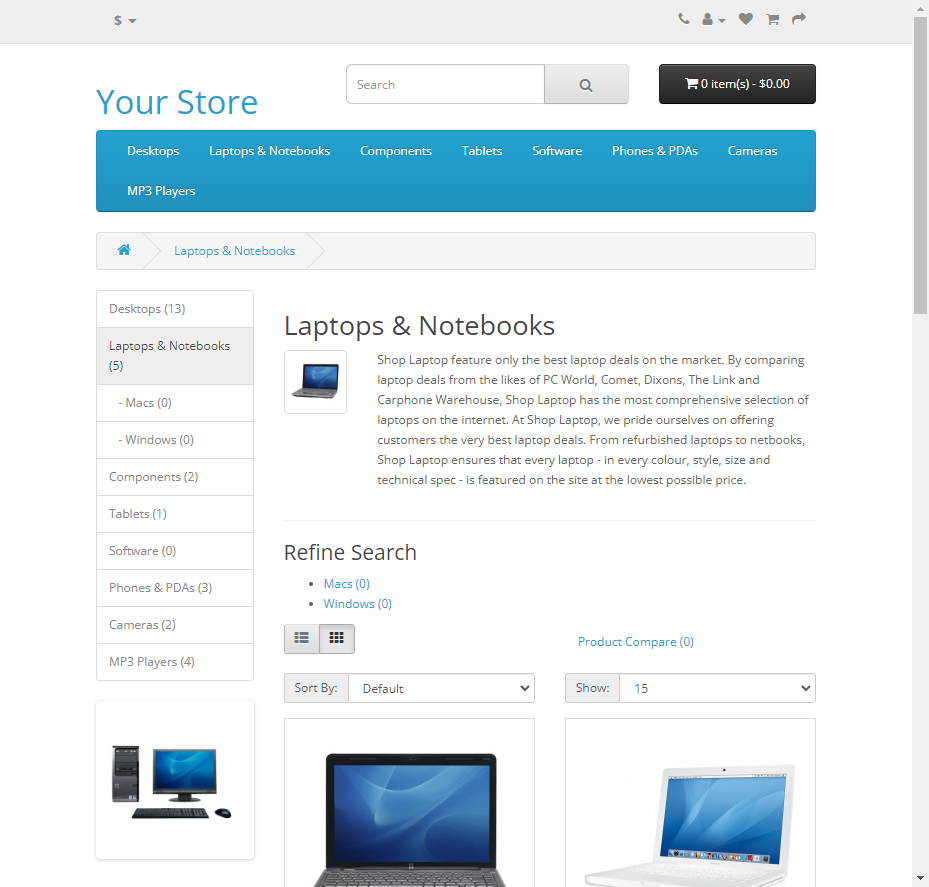 $
Search
0 item(s) - $0.00
Your Store
Desktops
Laptops & Notebooks
Components
Tablets
Software
Phones & PDAs
Cameras
MP3 Players
Laptops & Notebooks
Desktops (13)
Laptops & Notebooks
(5)
- Macs (0)
- Windows (0)
Components (2)
Tablets (1)
Software (0)
Phones & PDAs (3)
Cameras (2)
MP3 Players (4)
Laptops & Notebooks
Shop Laptop feature only the best laptop deals on the market. By comparing
laptop deals from the likes of PC World, Comet, Dixons, The Link and
Carphone Warehouse, Shop Laptop has the most comprehensive selection of
laptops on the internet. At Shop Laptop, we pride ourselves on offering
customers the very best laptop deals. From refurbished laptops to netbooks,
Shop Laptop ensures that every laptop - in every colour, style, size and
technical spec - is featured on the site at the lowest possible price.
Refine Search
Macs (0)
Windows (0)
Product Compare (0)
Sort By:
Default
Show:
15